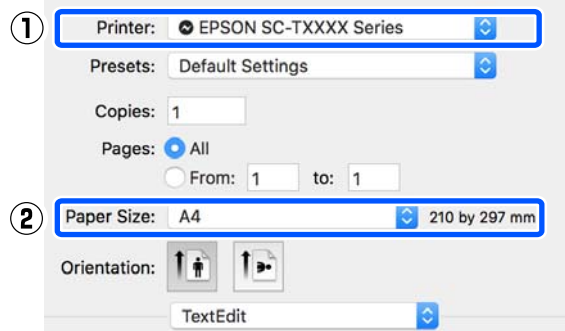 ① Printer: EPSON SC-TXXXX Series
Presets: Default Settings
Copies: 1
Pages: All
From: 1 to: 1
② Paper Size: A4 210 by 297 mm
Orientation:
TextEdit